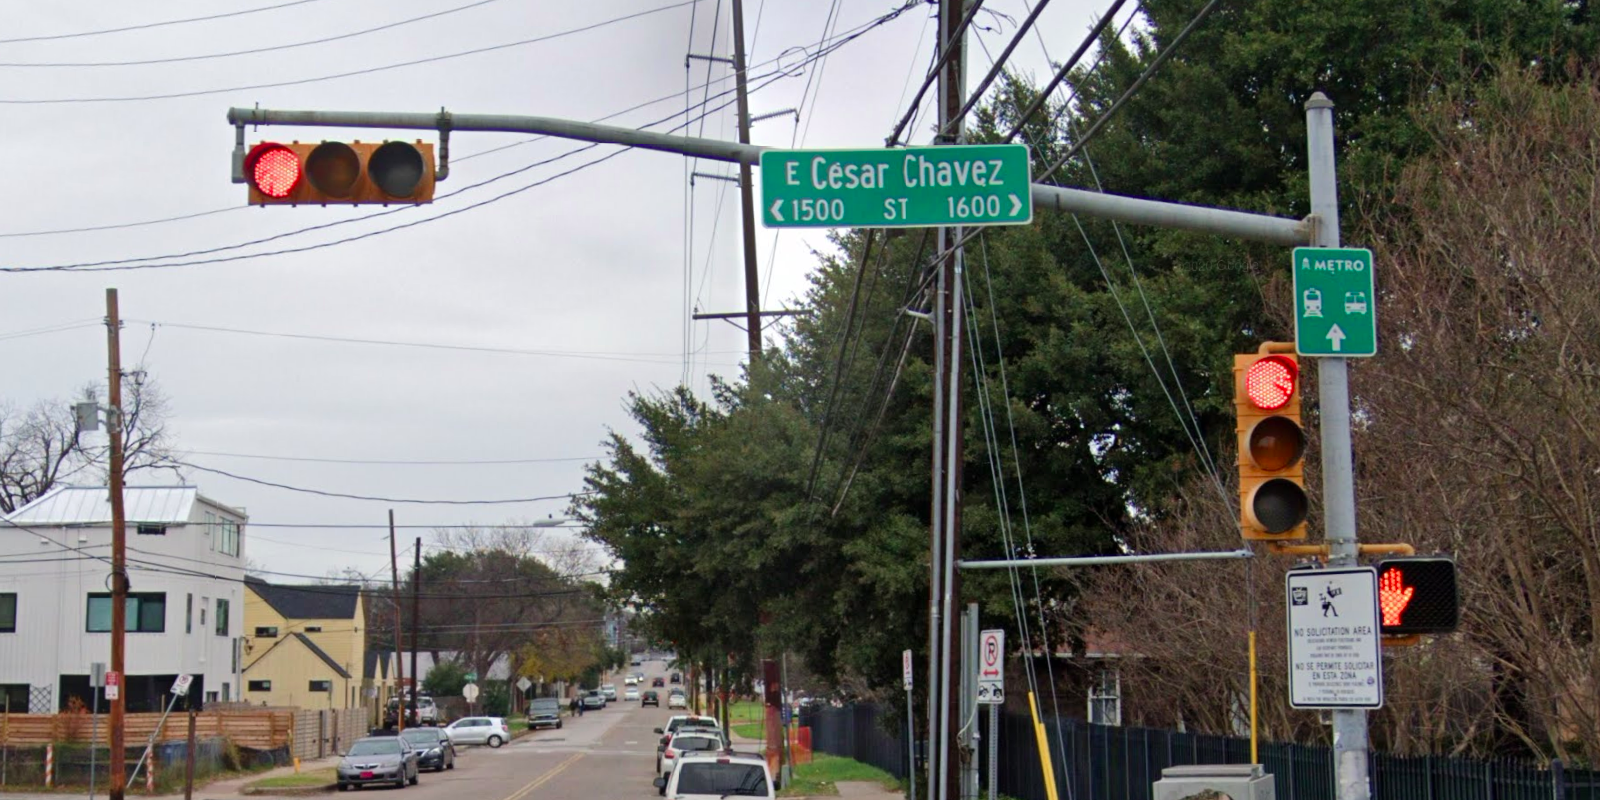 E César Chavez
1500 ST 1600
METRO
NO SOLICITATION AREA
NO SE PERMITE SOLICITAR
EN ESTA ZONA